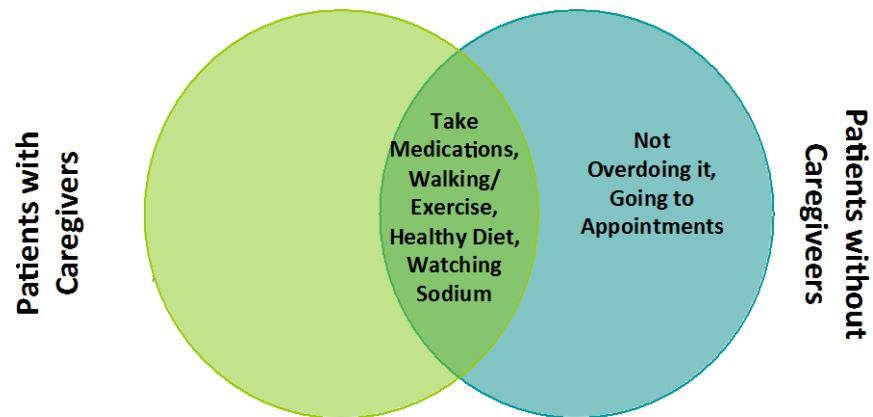 Patients with
Caregivers
Take
Medications,
Walking/
Exercise,
Healthy Diet,
Watching
Sodium
Not
Overdoing it,
Going to
Appointments
Patients without
Caregiveers